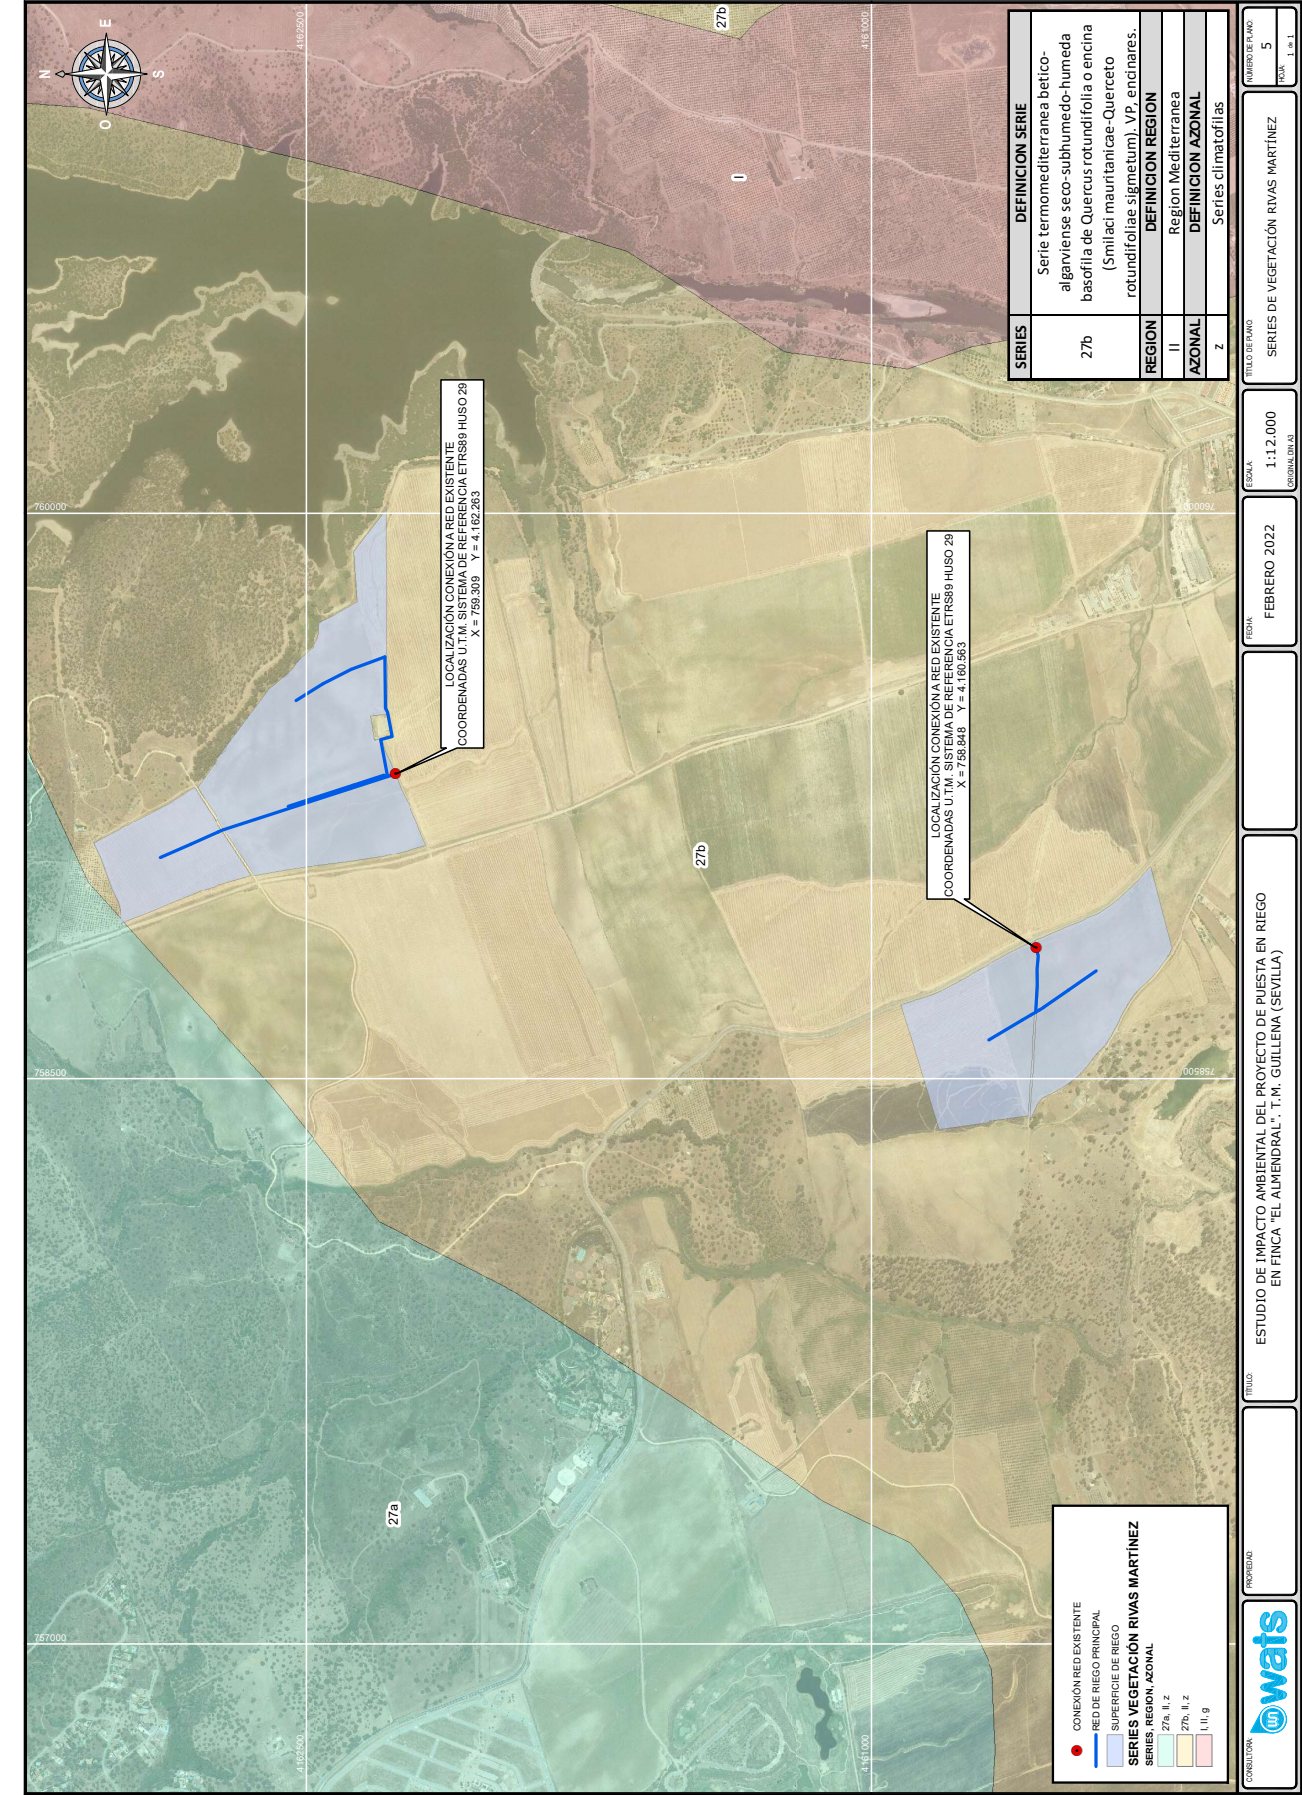 N
E
S
O
4162500
4161000
27b
I
760000
760000
LOCALIZACIÓN CONEXIÓN A RED EXISTENTE
COORDENADAS U.T.M. SISTEMA DE REFERENCIA ETRS89 HUSO 29
X = 759.309 Y = 4.162.263
LOCALIZACIÓN CONEXIÓN A RED EXISTENTE
COORDENADAS U.T.M. SISTEMA DE REFERENCIA ETRS89 HUSO 29
X = 758.848 Y = 4.160.563
27b
758500
758500
27a
757000
4162500
4161000
SERIES DEFINICION SERIE
27b
Serie termomediterranea betico-
algarviense seco-subhumedo-humeda
basofila de Quercus rotundifolia o encina
(Smilaci mauritanicae-Querceto
rotundifoliae sigmetum). VP, encinares.
REGION DEFINICION REGION
II Region Mediterranea
AZONAL DEFINICION AZONAL
z Series climatofilas
CONEXIÓN RED EXISTENTE
RED DE RIEGO PRINCIPAL
SUPERFICIE DE RIEGO
SERIES VEGETACIÓN RIVAS MARTÍNEZ
SERIES, REGION, AZONAL
27a, II, z
27b, II, z
I, II, g
CONSULTORA:
wats
PROPIEDAD:
TÍTULO:
ESTUDIO DE IMPACTO AMBIENTAL DEL PROYECTO DE PUESTA EN RIEGO
EN FINCA "EL ALMENDRAL". T.M. GUILLENA (SEVILLA)
FECHA:
FEBRERO 2022
ESCALA:
1:12.000
ORIGINAL DIN A3
TÍTULO DE PLANO:
SERIES DE VEGETACIÓN RIVAS MARTÍNEZ
NÚMERO DE PLANO:
5
HOJA:
1 de 1